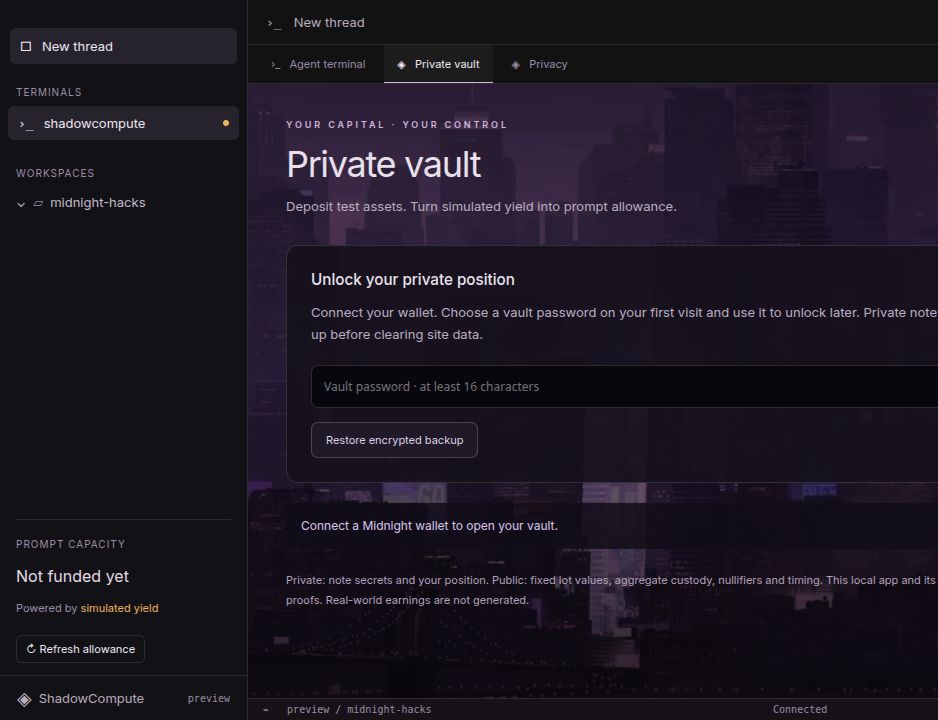 New thread
TERMINALS
›_ shadowcompute
WORKSPACES
midnight-hacks
PROMPT CAPACITY
Not funded yet
Powered by simulated yield
↻ Refresh allowance
ShadowCompute preview
›_ New thread
›_ Agent terminal ◈ Private vault ◈ Privacy
YOUR CAPITAL · YOUR CONTROL
Private vault
Deposit test assets. Turn simulated yield into prompt allowance.
Unlock your private position
Connect your wallet. Choose a vault password on your first visit and use it to unlock later. Private note
up before clearing site data.
Vault password · at least 16 characters
Restore encrypted backup
Connect a Midnight wallet to open your vault.
Private: note secrets and your position. Public: fixed lot values, aggregate custody, nullifiers and timing. This local app and its
proofs. Real-world earnings are not generated.
preview / midnight-hacks Connected